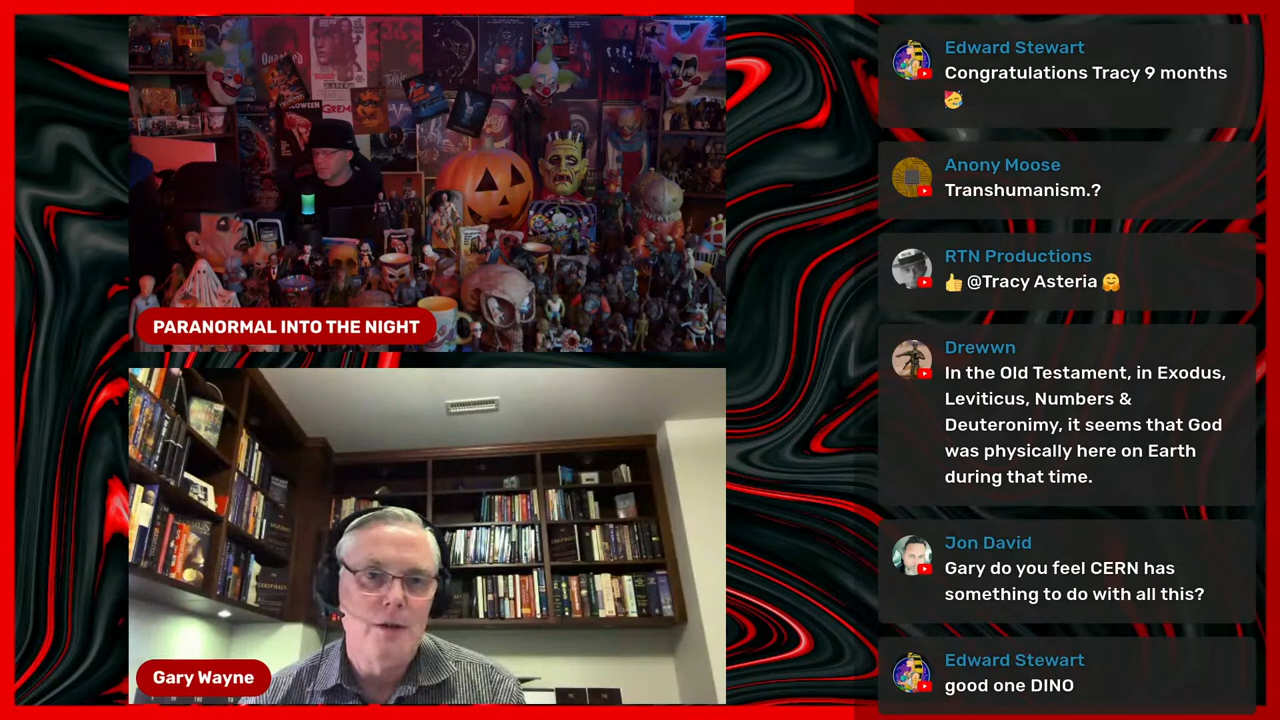 HALLOWEEN
GREM
PARANORMAL INTO THE NIGHT
Gary Wayne
Edward Stewart
Congratulations Tracy 9 months
🥳
Anony Moose
Transhumanism.?
RTN Productions
👍 @Tracy Asteria 🤗
Drewwn
In the Old Testament, in Exodus,
Leviticus, Numbers &
Deuteronimy, it seems that God
was physically here on Earth
during that time.
Jon David
Gary do you feel CERN has
something to do with all this?
Edward Stewart
good one DINO